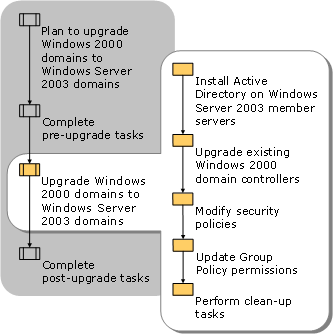 Plan to upgrade
Windows 2000
domains to
Windows Server
2003 domains
Complete
pre-upgrade tasks
Upgrade Windows
2000 domains to
Windows Server
2003 domains
Complete
post-upgrade tasks
Install Active
Directory on Windows
Server 2003 member
servers
Upgrade existing
Windows 2000
domain controllers
Modify security
policies
Update Group
Policy permissions
Perform clean-up
tasks